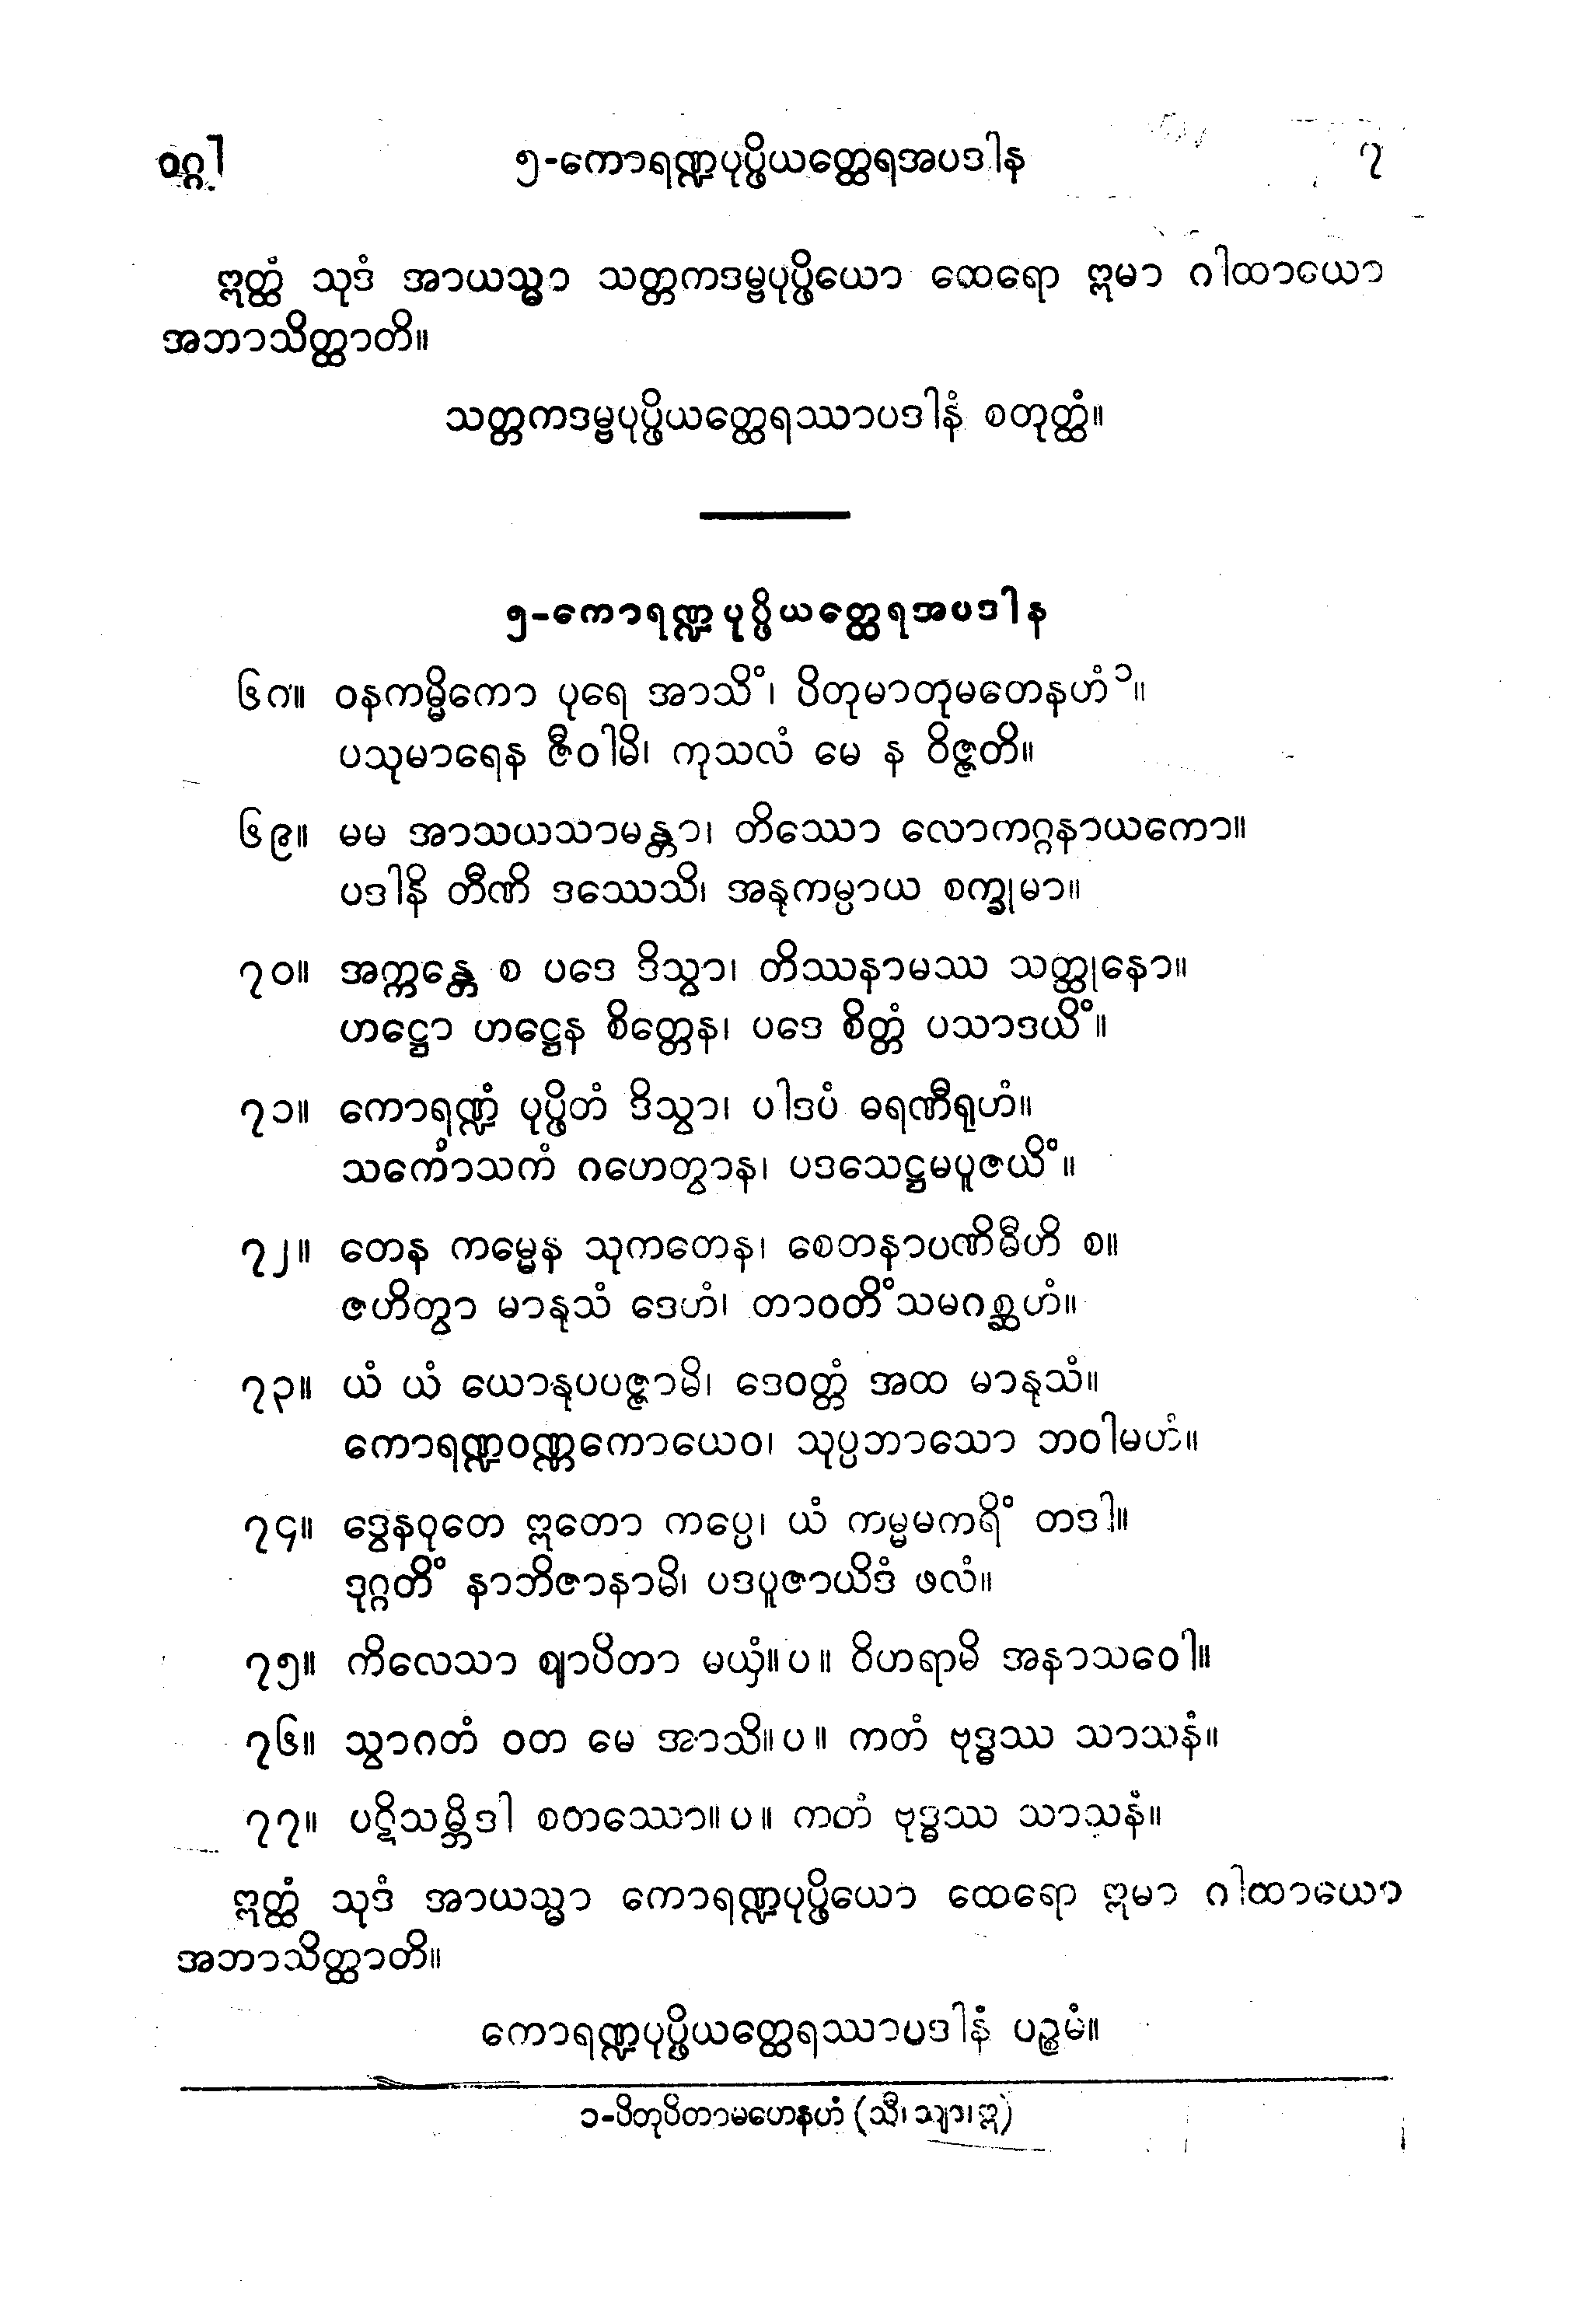 ဝဂ္ဂ]
၅-ကောရဏ္ဍပုပ္ဖိယတ္ထေရအပဒါန
၇
ဣတ္ထံ သုဒံ အာယသ္မာ သတ္တကဒမ္ဗပုပ္ဖိယော ထေရော ဣမာ ဂါထာယော
အဘာသိတ္ထာတိ။
သတ္တကဒမ္ဗပုပ္ဖိယတ္ထေရဿာပဒါနံ စတုတ္ထံ။
၅-ကောရဏ္ဍပုပ္ဖိယတ္ထေရအပဒါန
၆၈။ ဝနကမ္မိကော ပုရေ အာသိံ၊ ပိတုမာတုမတေနဟံ ၁။
ပသုမာရေန ဇီဝါမိ၊ ကုသလံ မေ န ဝိဇ္ဇတိ။
၆၉။ မမ အာသယသာမန္တာ၊ တိဿော လောကဂ္ဂနာယကော။
ပဒါနိ တီဏိ ဒဿေသိ၊ အနုကမ္ပာယ စက္ခုမာ။
၇၀။ အက္ကန္တေ စ ပဒေ ဒိသွာ၊ တိဿနာမဿ သတ္ထုနော။
ဟဋ္ဌော ဟဋ္ဌေန စိတ္တေန၊ ပဒေ စိတ္တံ ပသာဒယိံ။
၇၁။ ကောရဏ္ဍံ ပုပ္ဖိတံ ဒိသွာ၊ ပါဒပံ ဓရဏီရုဟံ။
သကောံသကံ ဂဟေတွာန၊ ပဒသေဋ္ဌမပူဇယိံ။
၇၂။ တေန ကမ္မေန သုကတေန၊ စေတနာပဏိဓီဟိ စ။
ဇဟိတွာ မာနုသံ ဒေဟံ၊ တာဝတိံသမဂစ္ဆဟံ။
၇၃။ ယံ ယံ ယောနုပပဇ္ဇာမိ၊ ဒေဝတ္တံ အထ မာနုသံ။
ကောရဏ္ဍဝဏ္ဏကောယေဝ၊ သုပ္ပဘာသော ဘဝါမဟံ။
၇၄။ ဒွေနဝုတေ ဣတော ကပ္ပေ၊ ယံ ကမ္မမကရိံ တဒါ။
ဒုဂ္ဂတိံ နာဘိဇာနာမိ၊ ပဒပူဇာယိဒံ ဖလံ။
၇၅။ ကိလေသာ ဈာပိတာ မယှံ။ပ။ ဝိဟရာမိ အနာသဝေါ။
၇၆။ သွာဂတံ ဝတ မေ အာသိ။ပ။ ကတံ ဗုဒ္ဓဿ သာသနံ။
၇၇။ ပဋိသမ္ဘိဒါ စတဿော။ပ။ ကတံ ဗုဒ္ဓဿ သာသနံ။
ဣတ္ထံ သုဒံ အာယသ္မာ ကောရဏ္ဍပုပ္ဖိယော ထေရော ဣမာ ဂါထာယော
အဘာသိတ္ထာတိ။
ကောရဏ္ဍပုပ္ဖိယတ္ထေရဿာပဒါနံ ပဉ္စမံ။
၁-ပိတုပိတာမဟေနဟံ (သီ၊ သျာ၊ ဣ)